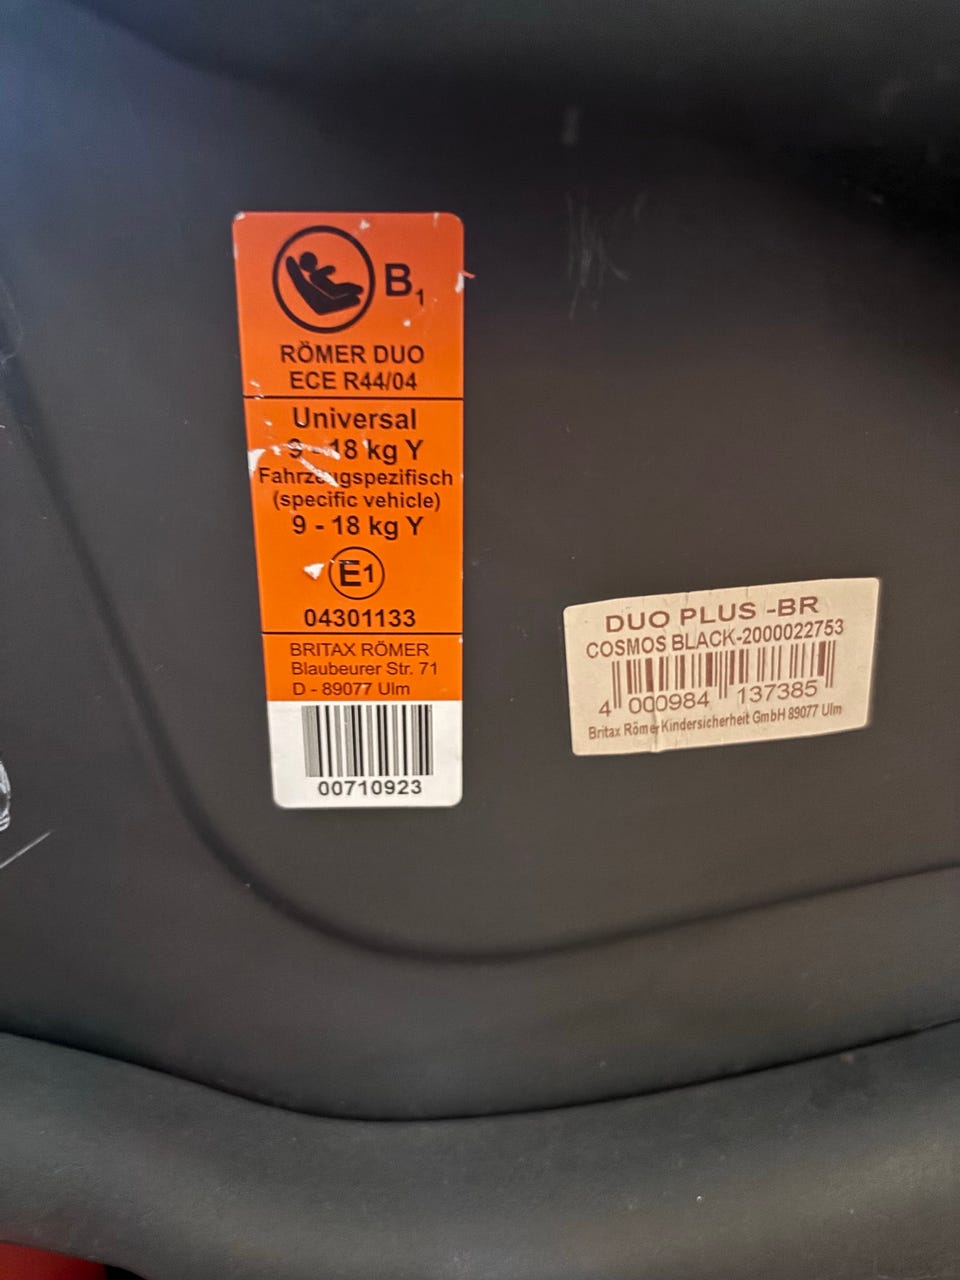 B1
RÖMER DUO
ECE R44/04
Universal
9 - 18 kg Y
Fahrzeugspezifisch
(specific vehicle)
9 - 18 kg Y
E1
04301133
BRITAX RÖMER
Blaubeurer Str. 71
D - 89077 Ulm
00710923
DUO PLUS -BR
COSMOS BLACK-2000022753
4 000984 137385
Britax Römer Kindersicherheit GmbH 89077 Ulm